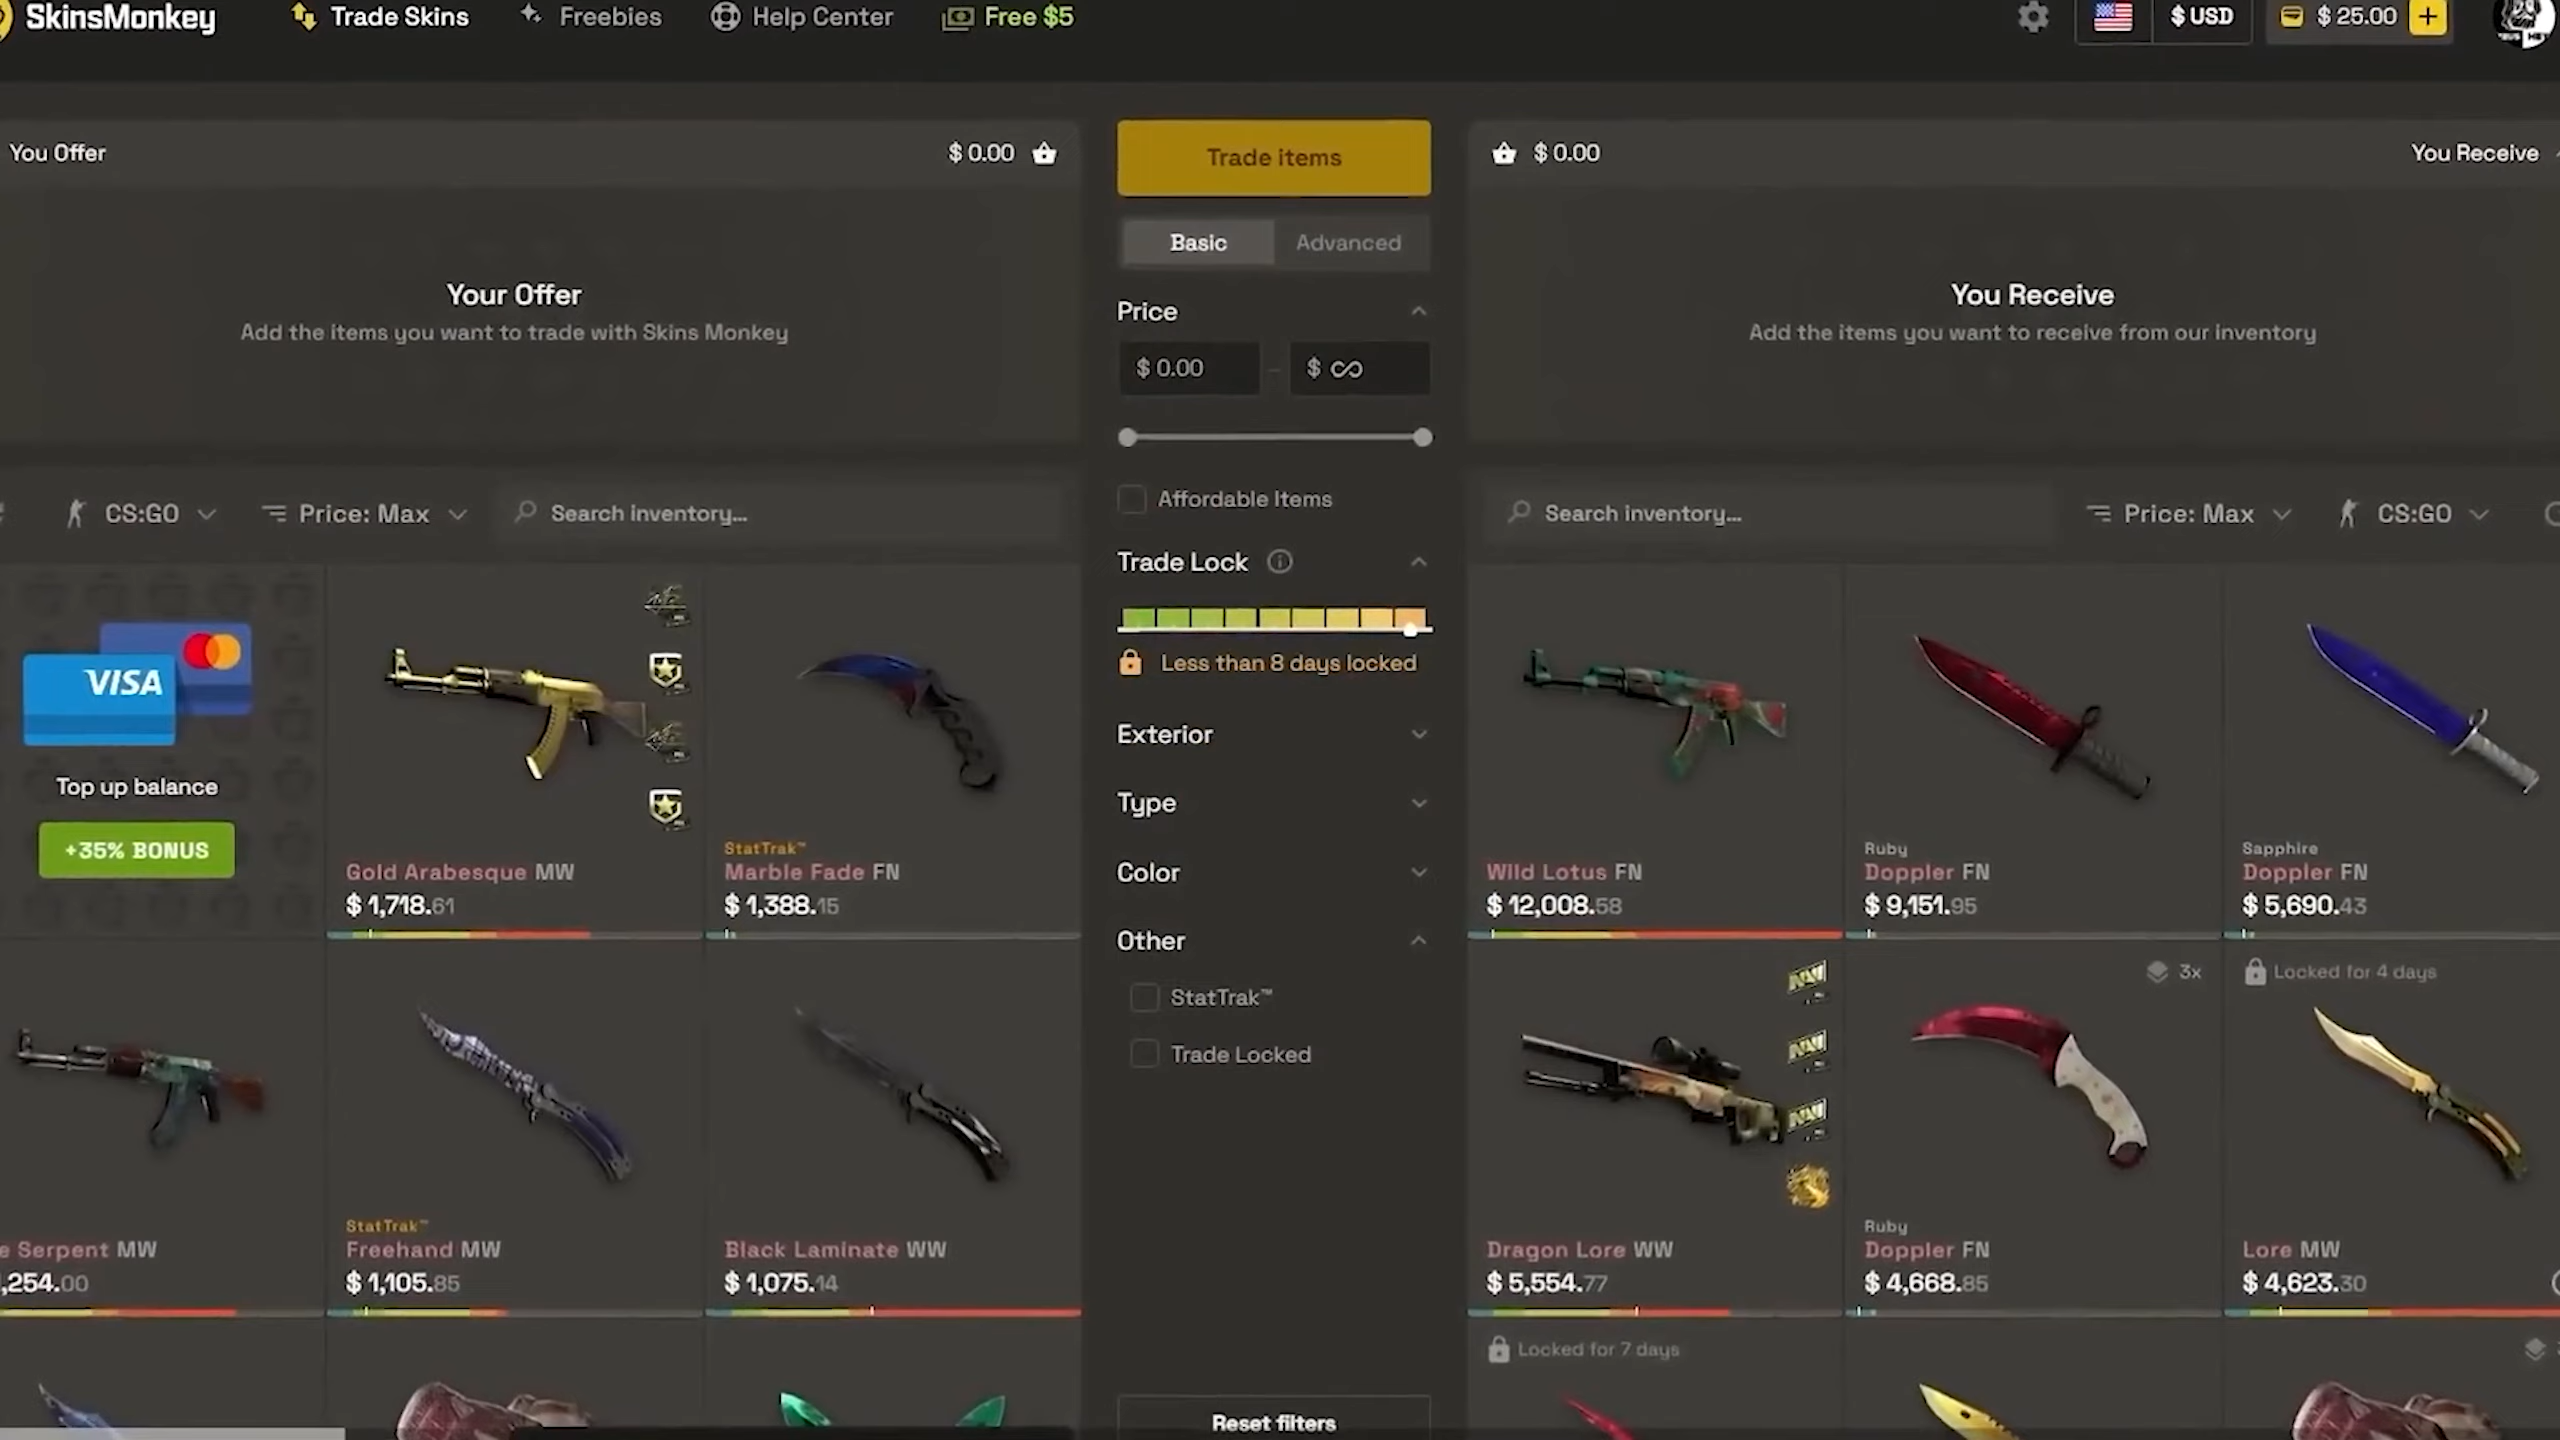 SkinsMonkey
Trade Skins
Freebies
Help Center
Free $5
$ USD
$ 25.00
You Offer
$ 0.00
Trade items
$ 0.00
You Receive
Basic
Advanced
Your Offer
Add the items you want to trade with Skins Monkey
Price
$ 0.00
$ ∞
You Receive
Add the items you want to receive from our inventory
CS:GO
Price: Max
Search inventory...
Affordable Items
Search inventory...
Price: Max
CS:GO
Trade Lock
Less than 8 days locked
Exterior
Type
Color
Other
StatTrak™
Trade Locked
Reset filters
VISA
Top up balance
+35% BONUS
Gold Arabesque MW
$ 1,718.61
StatTrak™
Marble Fade FN
$ 1,388.15
Wild Lotus FN
$ 12,008.58
Ruby
Doppler FN
$ 9,151.95
Sapphire
Doppler FN
$ 5,690.43
e Serpent MW
,254.00
StatTrak™
Freehand MW
$ 1,105.85
Black Laminate WW
$ 1,075.14
Dragon Lore WW
$ 5,554.77
3x
Ruby
Doppler FN
$ 4,668.85
Locked for 4 days
Lore MW
$ 4,623.30
Locked for 7 days